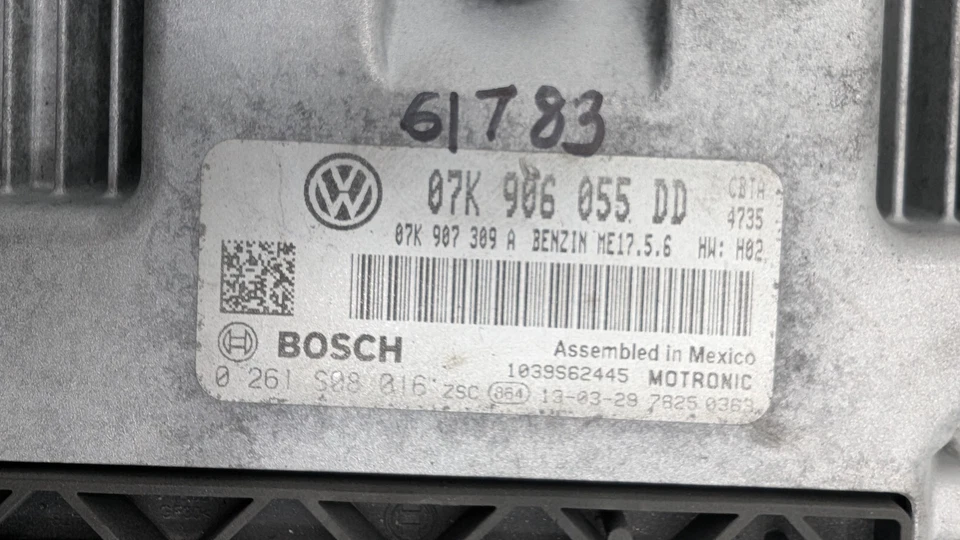 61783
07K 906 055 DD
CBTA
4735
07K 907 309 A BENZIN ME17.5.6 HW: H02
BOSCH
Assembled in Mexico
1039S62445 MOTRONIC
0 261 S08 016 ZSC 864 13-03-29 7825 0363